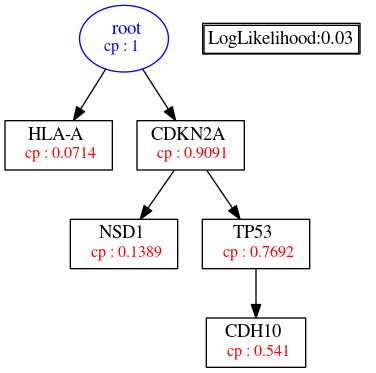 root
cp : 1
LogLikelihood:0.03
HLA-A
cp : 0.0714
CDKN2A
cp : 0.9091
NSD1
cp : 0.1389
TP53
cp : 0.7692
CDH10
cp : 0.541